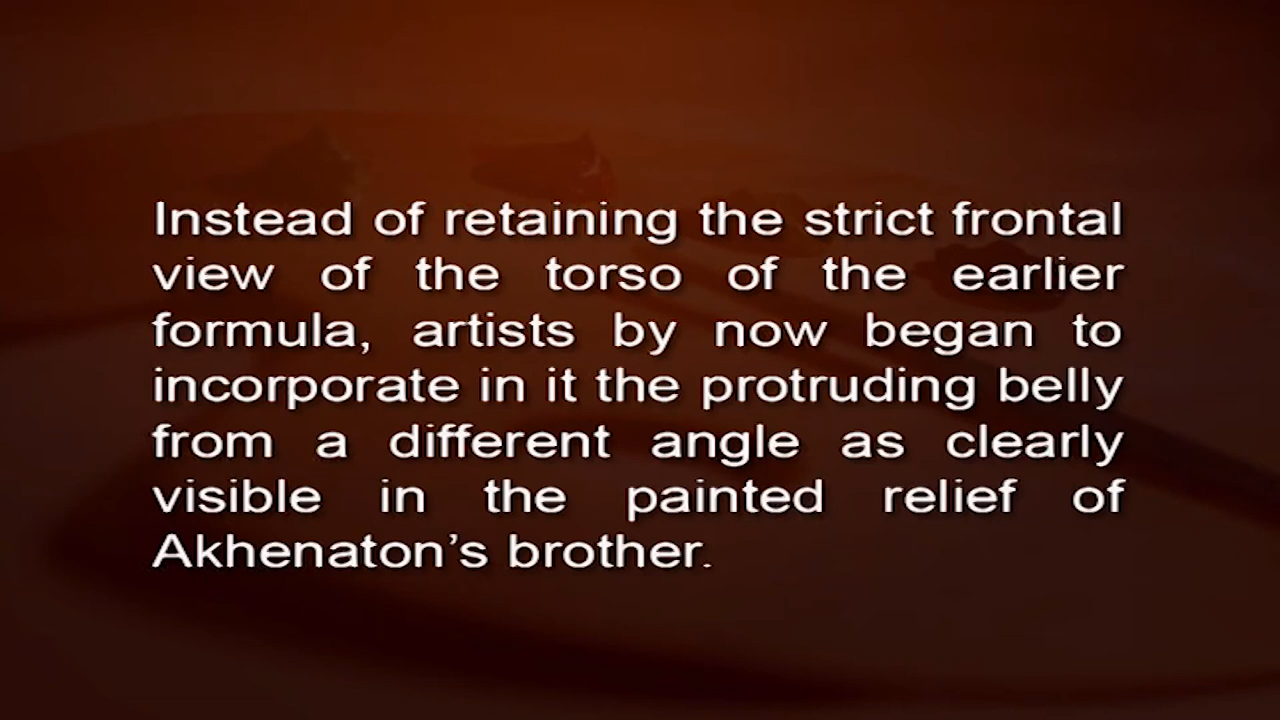 Instead of retaining the strict frontal
view of the torso of the earlier
formula, artists by now began to
incorporate in it the protruding belly
from a different angle as clearly
visible in the painted relief of
Akhenaton’s brother.